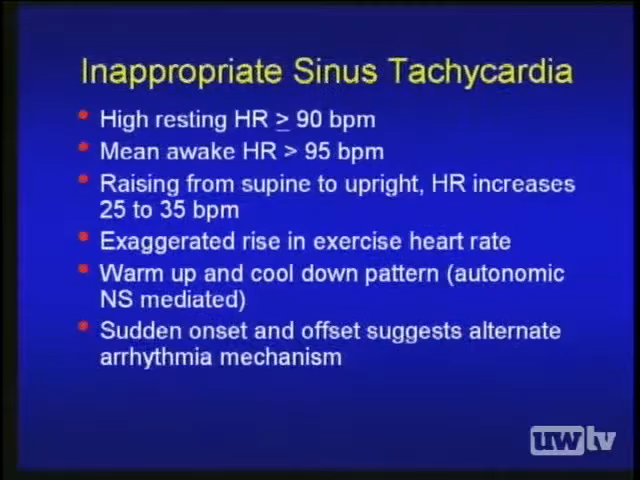 Inappropriate Sinus Tachycardia
• High resting HR ≥ 90 bpm
• Mean awake HR > 95 bpm
• Raising from supine to upright, HR increases
25 to 35 bpm
• Exaggerated rise in exercise heart rate
• Warm up and cool down pattern (autonomic
NS mediated)
• Sudden onset and offset suggests alternate
arrhythmia mechanism
uwtv